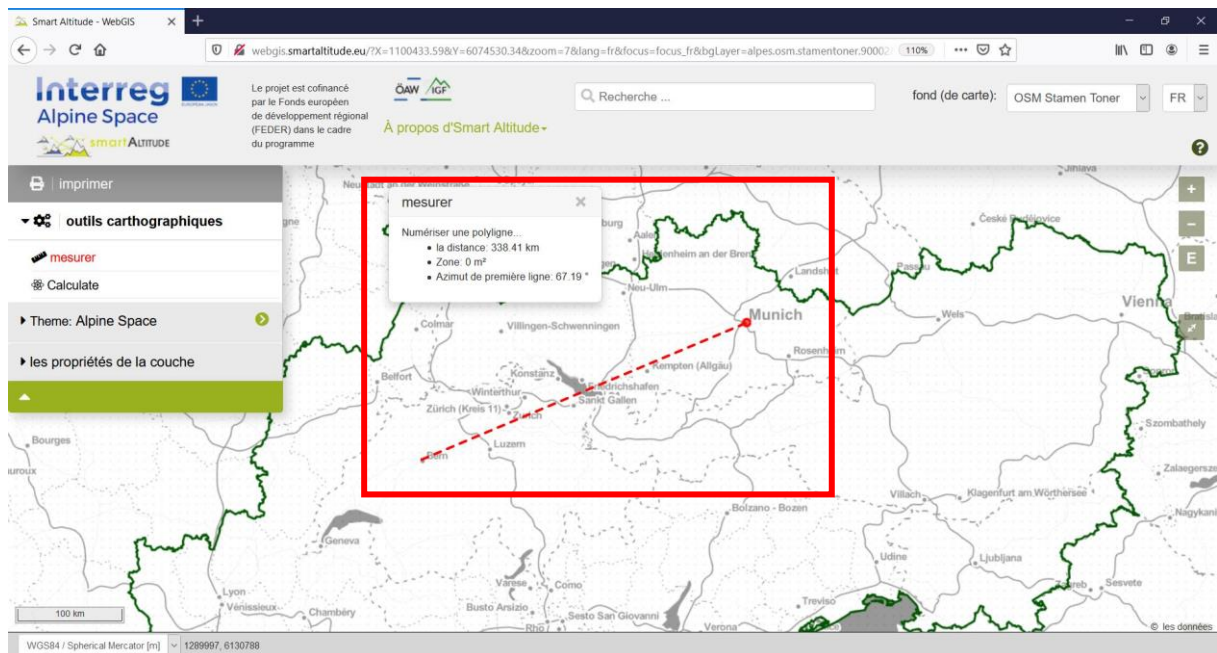 Smart Altitude - WebGIS
webgis.smartaltitude.eu/?X=1100433.59&Y=6074530.34&zoom=7&lang=fr&focus=focus_fr&bgLayer=alpes.osm.stamentoner.9000
110%
Interreg
Alpine Space
smartALTITUDE
Le projet est cofinancé
par le Fonds européen
de dévéloppement régional
(FEDER) dans le cadre
du programme
ÖAW IGF
À propos d'Smart Altitude
Recherche ...
fond (de carte):
OSM Stamen Toner
FR
imprimer
outils carthographiques
mesurer
Calculate
Theme: Alpine Space
les propriétés de la couche
mesurer
Numériser une polyligne...
la distance: 338.41 km
Zone: 0 m²
Azimut de première ligne: 67.19 °
+
−
E
Jihlava
České Budějovice
Aalen
Heidenheim an der Brenz
Landshut
Passau
Neu-Ulm
Vienna
Munich
Wels
Colmar
Villingen-Schwenningen
Rosenheim
Kempten (Allgäu)
Belfort
Konstanz
Friedrichshafen
Winterthur
Sankt Gallen
Zürich (Kreis 11)
Zurich
Szombathely
Bourges
Luzern
Bern
Villach
Klagenfurt am Wörthersee
Bolzano - Bozen
Geneva
Udine
Ljubljana
Lyon
Vénissieux
Chambéry
Varese
Como
Busto Arsizio
Sesto San Giovanni
Rho
Treviso
Verona
Zagreb
Sesvete
100 km
© les données
WGS84 / Spherical Mercator [m]
1289997, 6130788